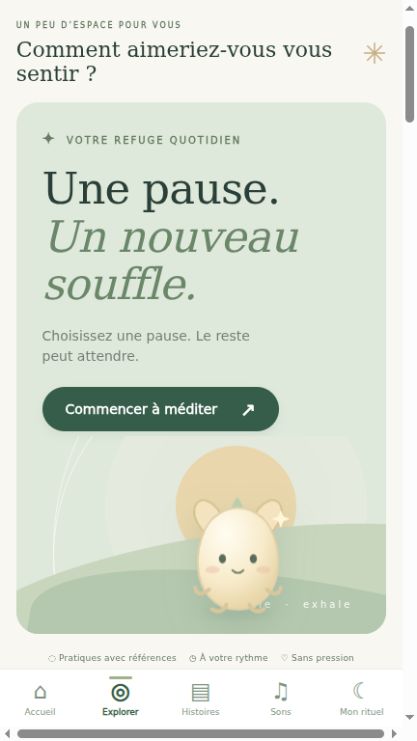 UN PEU D'ESPACE POUR VOUS
Comment aimeriez-vous vous
sentir ?
VOTRE REFUGE QUOTIDIEN
Une pause.
Un nouveau
souffle.
Choisissez une pause. Le reste
peut attendre.
Commencer à méditer
exhale
Pratiques avec références À votre rythme Sans pression
Accueil Explorer Histoires Sons Mon rituel